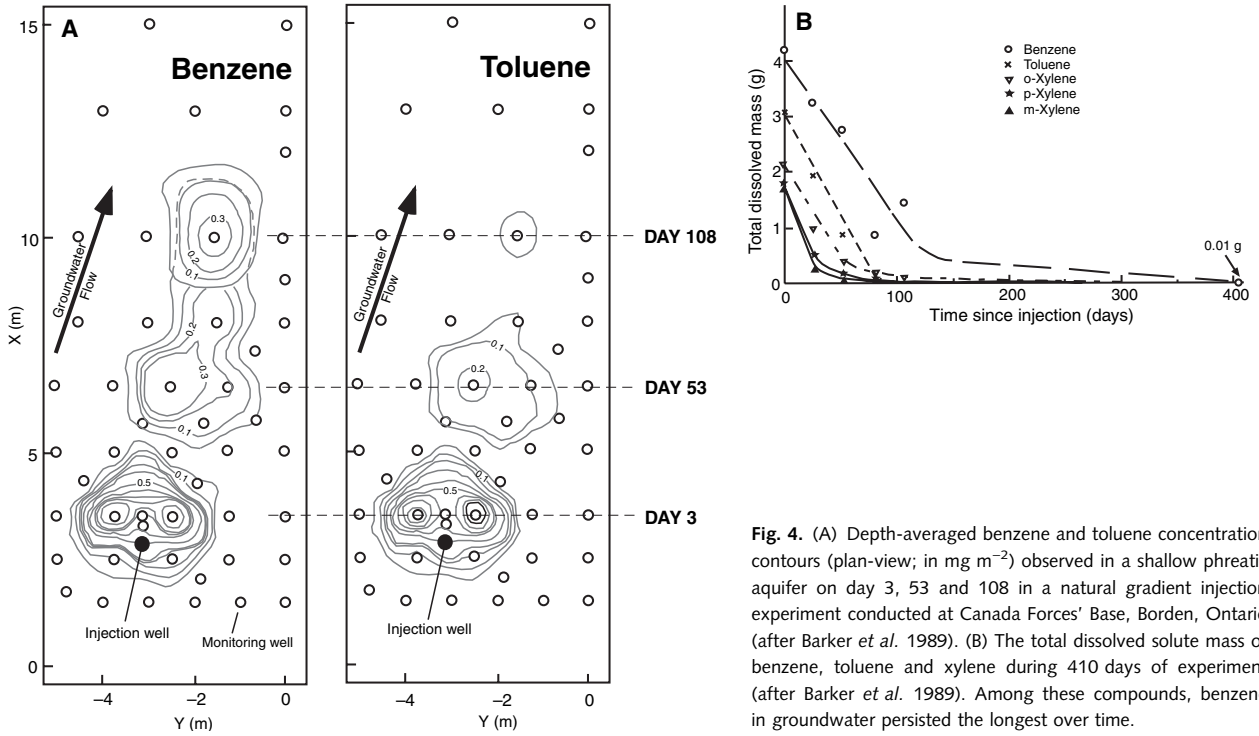 A
Benzene
15
10
5
0
X (m)
Groundwater
Flow
0.3
0.2
0.1
0.2
0.3
0.1
0.1
0.5
Injection well
Monitoring well
−4
−2
0
Y (m)
Toluene
Groundwater
Flow
0.1
0.2
0.1
0.5
Injection well
−4
−2
0
Y (m)
DAY 108
DAY 53
DAY 3
B
Benzene
Toluene
o-Xylene
p-Xylene
m-Xylene
Total dissolved mass (g)
4
3
2
1
0
0.01 g
0
100
200
300
400
Time since injection (days)
Fig. 4. (A) Depth-averaged benzene and toluene concentration
contours (plan-view; in mg m−2) observed in a shallow phreati
aquifer on day 3, 53 and 108 in a natural gradient injection
experiment conducted at Canada Forces' Base, Borden, Ontari
(after Barker et al. 1989). (B) The total dissolved solute mass o
benzene, toluene and xylene during 410 days of experimen
(after Barker et al. 1989). Among these compounds, benzen
in groundwater persisted the longest over time.